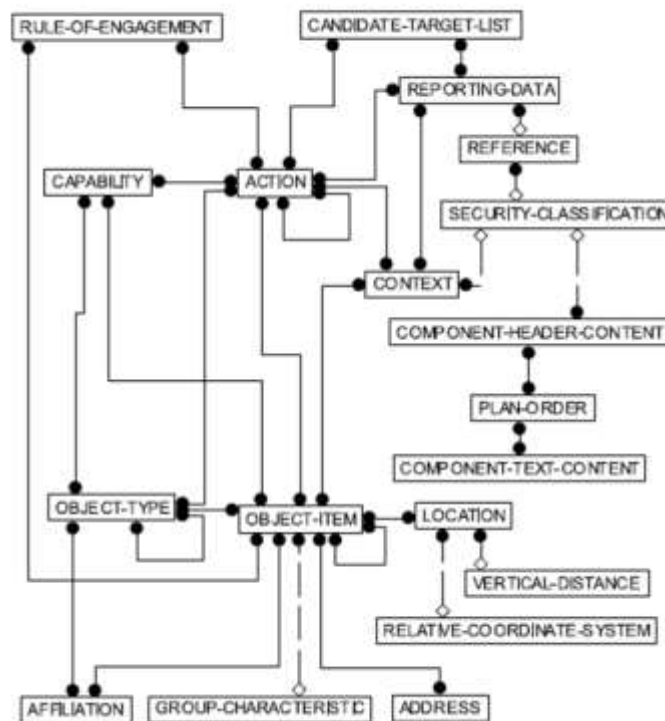 RULE-OF-ENGAGEMENT
CANDIDATE-TARGET-LIST
REPORTING-DATA
REFERENCE
CAPABILITY
ACTION
SECURITY-CLASSIFICATION
CONTEXT
COMPONENT-HEADER-CONTENT
PLAN-ORDER
COMPONENT-TEXT-CONTENT
OBJECT-TYPE
OBJECT-ITEM
LOCATION
VERTICAL-DISTANCE
RELATIVE-COORDINATE-SYSTEM
AFFILIATION
GROUP-CHARACTERISTIC
ADDRESS